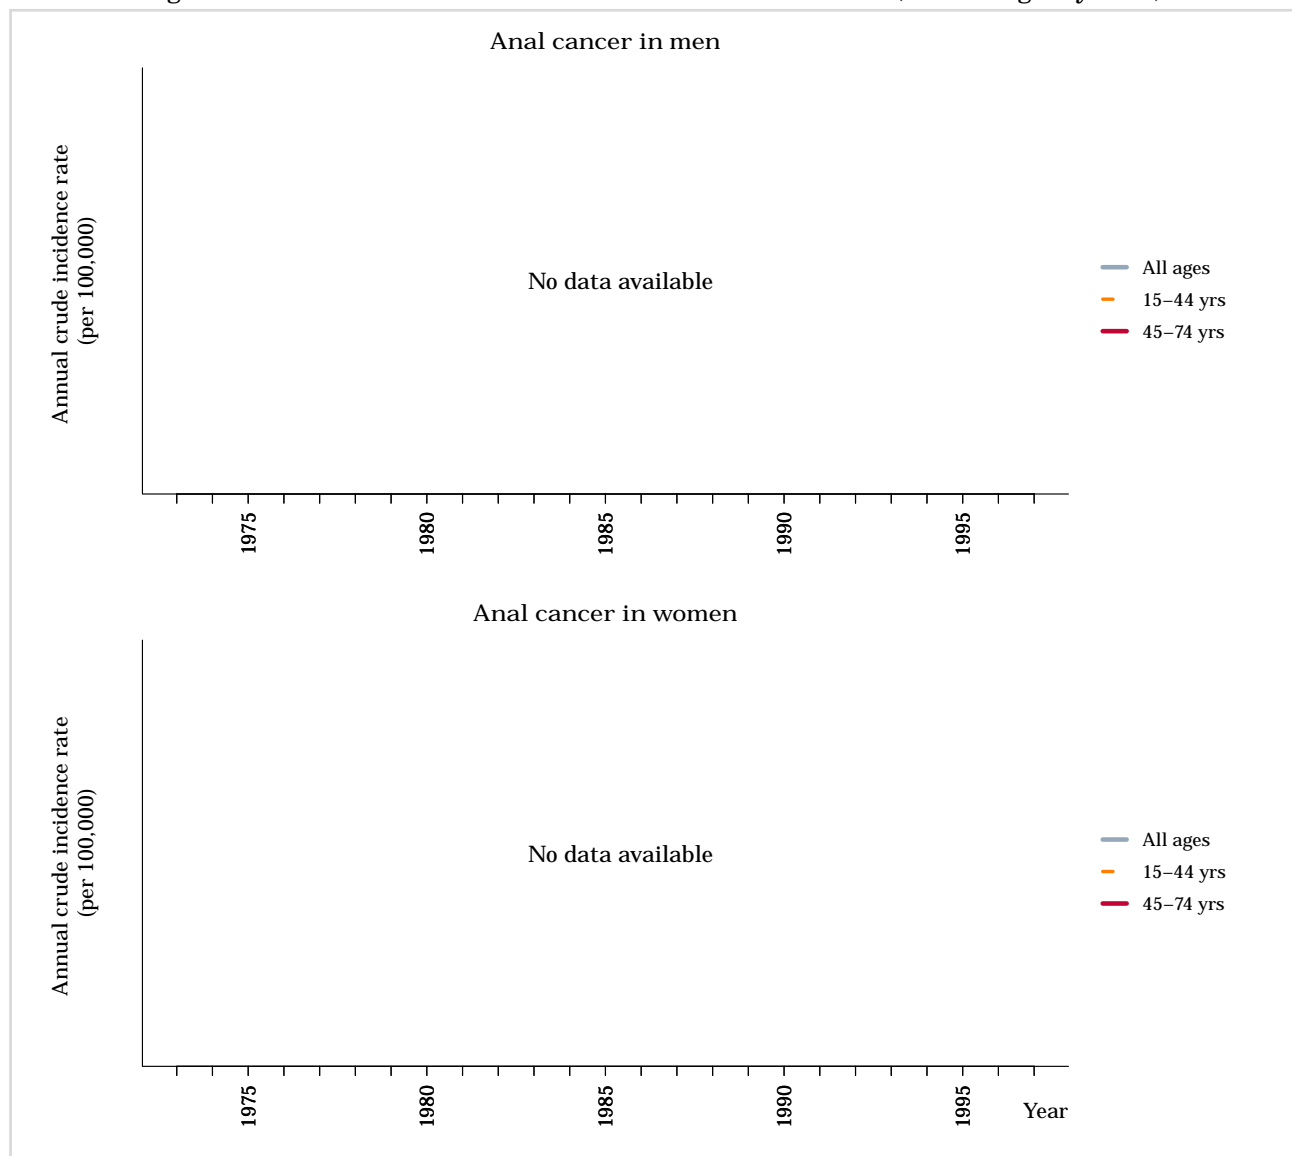 Anal cancer in men
Annual crude incidence rate
(per 100,000)
No data available
All ages
15–44 yrs
45–74 yrs
1975
1980
1985
1990
1995
Anal cancer in women
Annual crude incidence rate
(per 100,000)
No data available
All ages
15–44 yrs
45–74 yrs
1975
1980
1985
1990
1995
Year